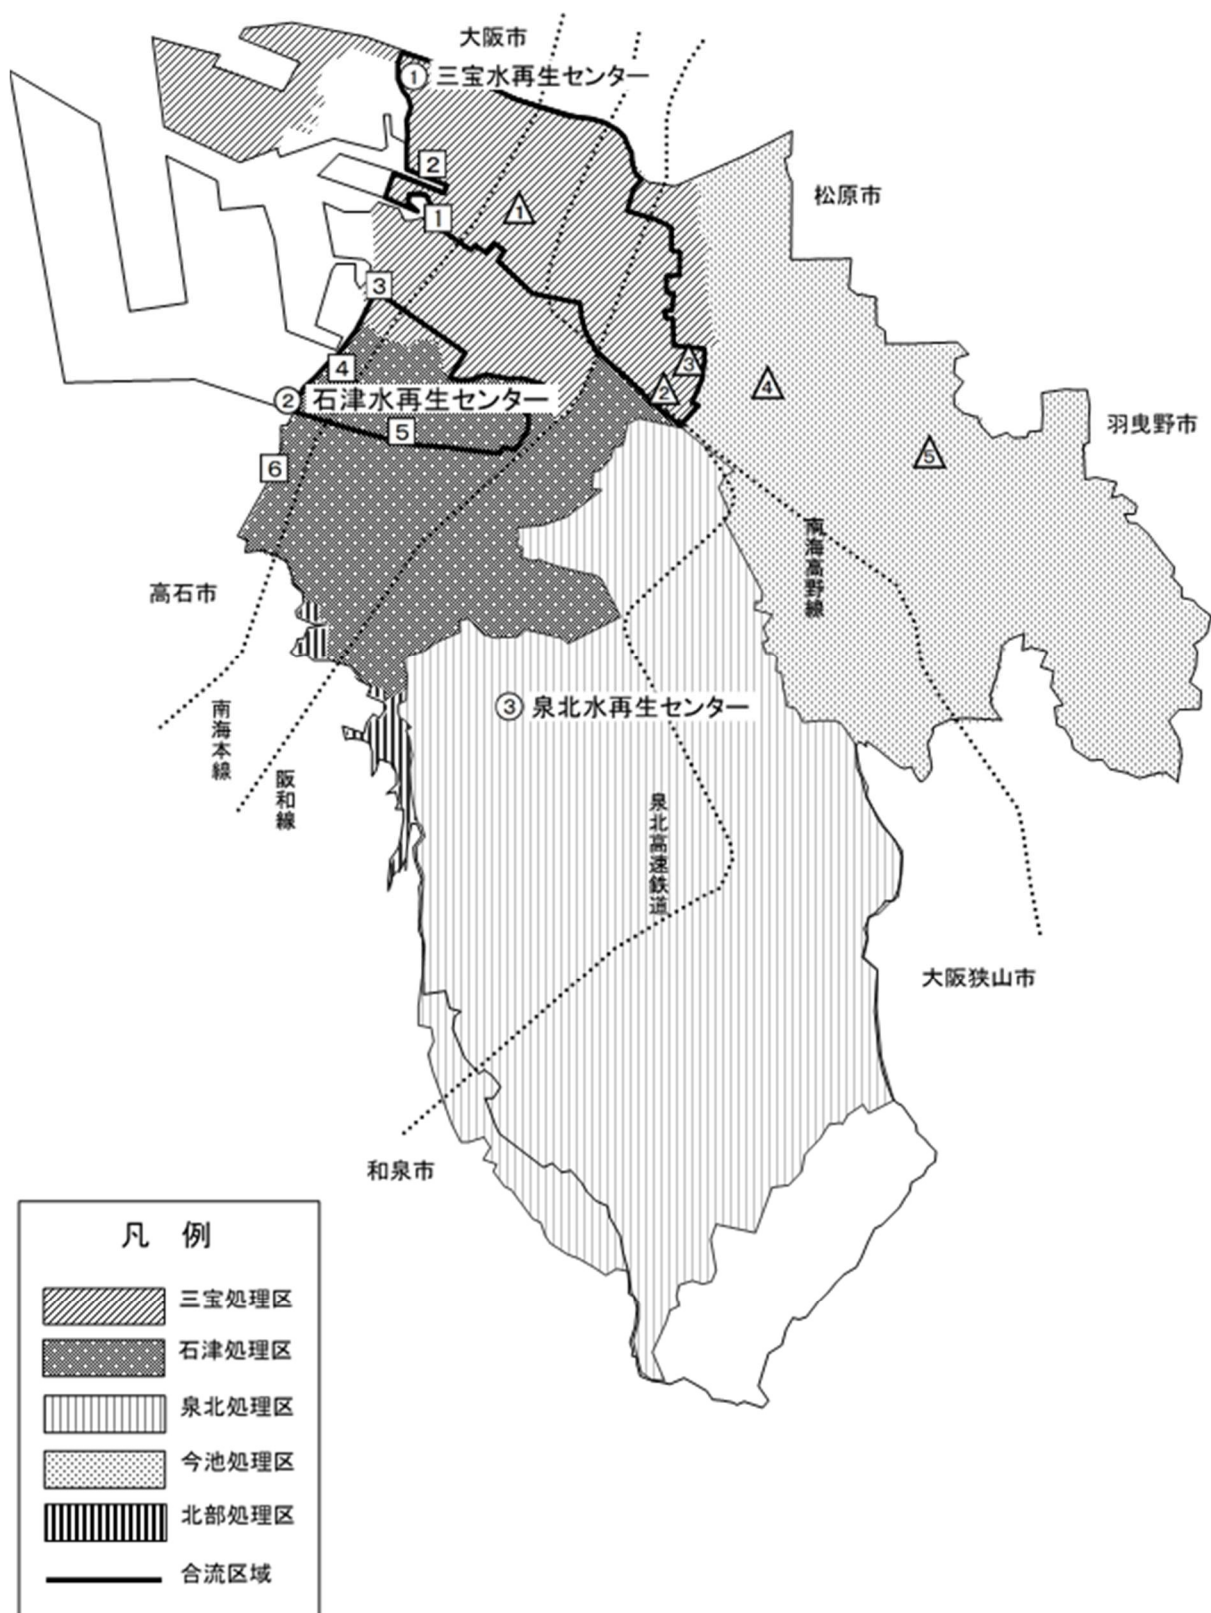 大阪市
① 三宝水再生センター
2
松原市
1
1
3
3
4
2
4
② 石津水再生センター
羽曳野市
5
5
6
南海高野線
高石市
③ 泉北水再生センター
南海本線
阪和線
泉北高速鉄道
大阪狭山市
和泉市
凡 例
三宝処理区
石津処理区
泉北処理区
今池処理区
北部処理区
合流区域